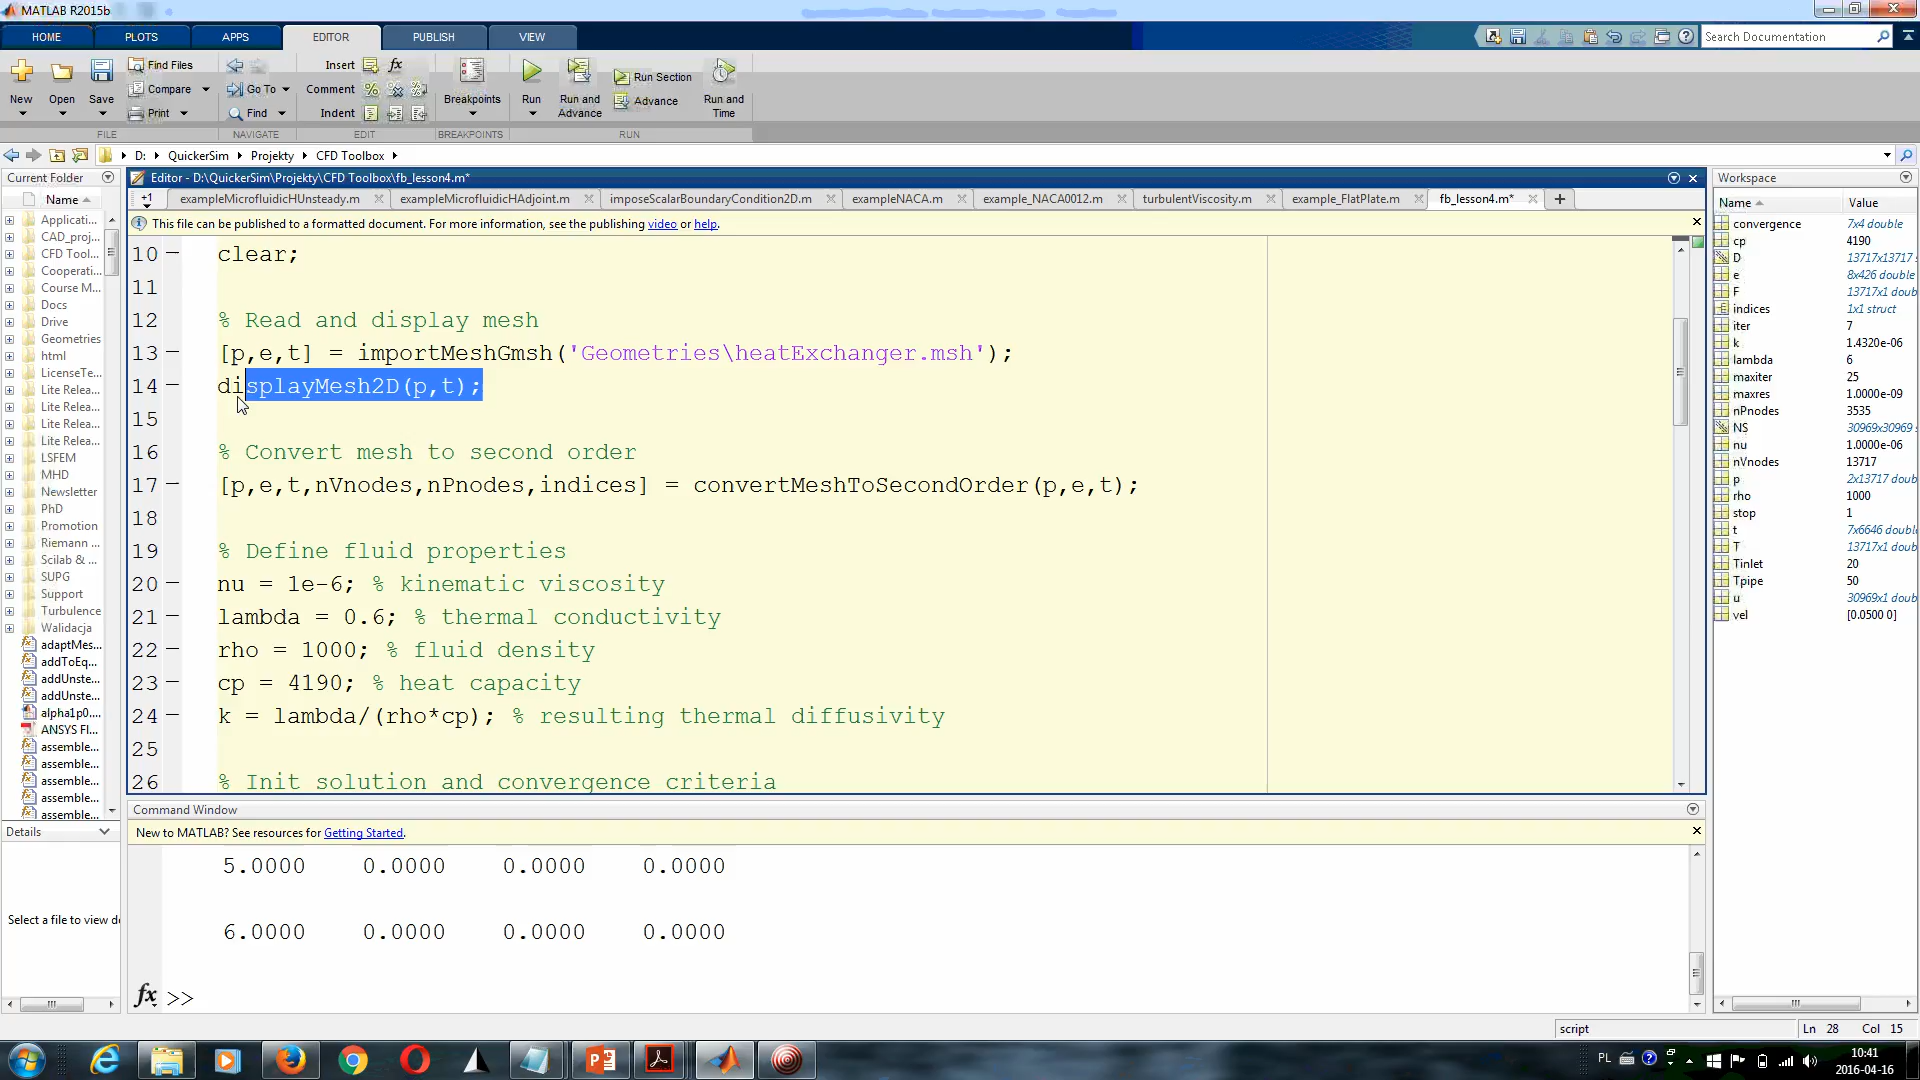 MATLAB R2015b
HOME PLOTS APPS EDITOR PUBLISH VIEW
Search Documentation
New Open Save
Find Files
Compare
Print
Go To
Find
Insert fx
Comment
Indent
Breakpoints
Run
Run and Advance
Run Section
Advance
Run and Time
FILE NAVIGATE EDIT BREAKPOINTS RUN
D: QuickerSim Projekty CFD Toolbox
Current Folder
Name
Applicati...
CAD_proj...
CFD Tool...
Cooperati...
Course M...
Docs
Drive
Geometries
html
LicenseTe...
Lite Relea...
Lite Relea...
Lite Relea...
Lite Relea...
LSFEM
MHD
Newsletter
PhD
Promotion
Riemann ...
Scilab & ...
SUPG
Support
Turbulence
Walidacja
adaptMes...
addToEq...
addUnste...
addUnste...
alpha1p0....
ANSYS Fl...
assemble...
assemble...
assemble...
assemble...
assemble...
Details
Select a file to view de
Editor - D:\QuickerSim\Projekty\CFD Toolbox\fb_lesson4.m*
+1 exampleMicrofluidicHUnsteady.m exampleMicrofluidicHAdjoint.m imposeScalarBoundaryCondition2D.m exampleNACA.m example_NACA0012.m turbulentViscosity.m example_FlatPlate.m fb_lesson4.m*
This file can be published to a formatted document. For more information, see the publishing video or help.
10 clear;
11
12 % Read and display mesh
13 [p,e,t] = importMeshGmsh('Geometries\heatExchanger.msh');
14 displayMesh2D(p,t);
15
16 % Convert mesh to second order
17 [p,e,t,nVnodes,nPnodes,indices] = convertMeshToSecondOrder(p,e,t);
18
19 % Define fluid properties
20 nu = 1e-6; % kinematic viscosity
21 lambda = 0.6; % thermal conductivity
22 rho = 1000; % fluid density
23 cp = 4190; % heat capacity
24 k = lambda/(rho*cp); % resulting thermal diffusivity
25
26 % Init solution and convergence criteria
Command Window
New to MATLAB? See resources for Getting Started.
5.0000 0.0000 0.0000 0.0000
6.0000 0.0000 0.0000 0.0000
fx >>
Workspace
Name Value
convergence 7x4 double
cp 4190
D 13717x13717 s
e 8x426 double
F 13717x1 doub
indices 1x1 struct
iter 7
k 1.4320e-06
lambda 6
maxiter 25
maxres 1.0000e-09
nPnodes 3535
NS 30969x30969 s
nu 1.0000e-06
nVnodes 13717
p 2x13717 doub
rho 1000
stop 1
t 7x6646 double
T 13717x1 doub
Tinlet 20
Tpipe 50
u 30969x1 doub
vel [0.0500 0]
script Ln 28 Col 15
PL
10:41
2016-04-16